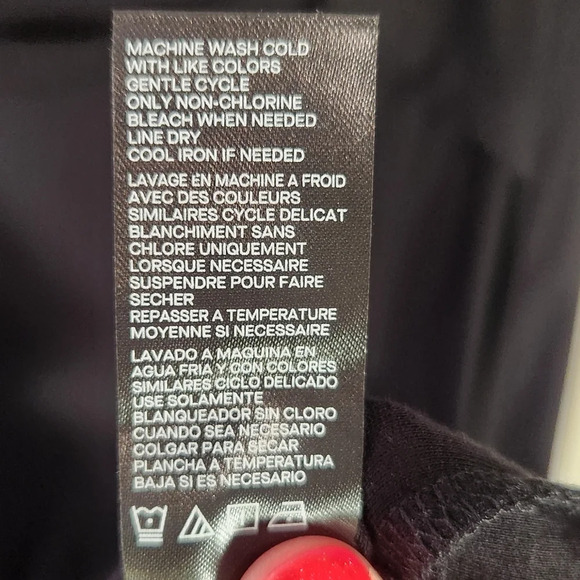 MACHINE WASH COLD
WITH LIKE COLORS
GENTLE CYCLE
ONLY NON-CHLORINE
BLEACH WHEN NEEDED
LINE DRY
COOL IRON IF NEEDED
LAVAGE EN MACHINE A FROID
AVEC DES COULEURS
SIMILAIRES CYCLE DELICAT
BLANCHIMENT SANS
CHLORE UNIQUEMENT
LORSQUE NECESSAIRE
SUSPENDRE POUR FAIRE
SECHER
REPASSER A TEMPERATURE
MOYENNE SI NECESSAIRE
LAVADO A MAQUINA EN
AGUA FRIA Y CON COLORES
SIMILARES CICLO DELICADO
USE SOLAMENTE
BLANQUEADOR SIN CLORO
CUANDO SEA NECESARIO
COLGAR PARA SECAR
PLANCHA A TEMPERATURA
BAJA SI ES NECESARIO